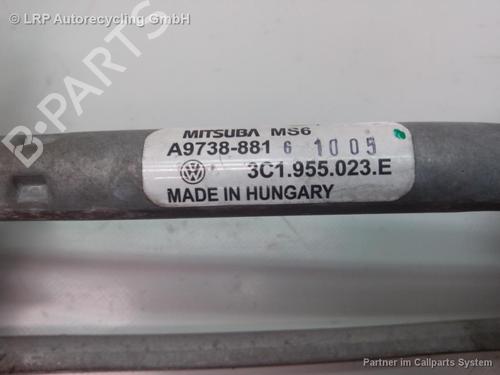 © LRP Autorecycling GmbH
B-PARTS
MITSUBA MS6
A9738-881 6 1005
3C1.955.023.E
MADE IN HUNGARY
Partner im Callparts System